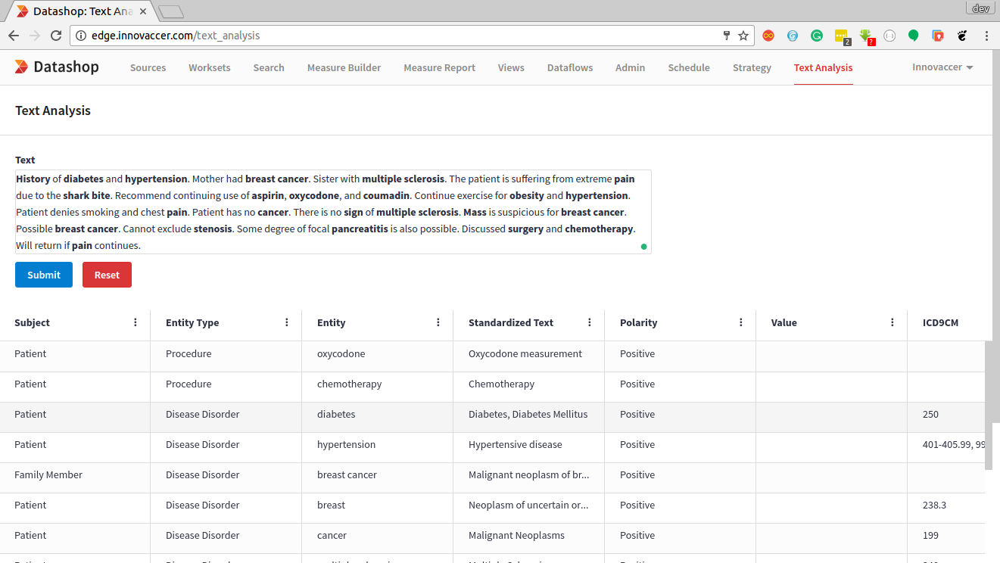 Datashop: Text Ana
dev
edge.innovaccer.com/text_analysis
2
?
Datashop Sources Worksets Search Measure Builder Measure Report Views Dataflows Admin Schedule Strategy Text Analysis Innovaccer
Text Analysis
Text
History of diabetes and hypertension. Mother had breast cancer. Sister with multiple sclerosis. The patient is suffering from extreme pain
due to the shark bite. Recommend continuing use of aspirin, oxycodone, and coumadin. Continue exercise for obesity and hypertension.
Patient denies smoking and chest pain. Patient has no cancer. There is no sign of multiple sclerosis. Mass is suspicious for breast cancer.
Possible breast cancer. Cannot exclude stenosis. Some degree of focal pancreatitis is also possible. Discussed surgery and chemotherapy.
Will return if pain continues.
Submit Reset
Subject Entity Type Entity Standardized Text Polarity Value ICD9CM
Patient Procedure oxycodone Oxycodone measurement Positive
Patient Procedure chemotherapy Chemotherapy Positive
Patient Disease Disorder diabetes Diabetes, Diabetes Mellitus Positive 250
Patient Disease Disorder hypertension Hypertensive disease Positive 401-405.99, 99
Family Member Disease Disorder breast cancer Malignant neoplasm of br... Positive
Patient Disease Disorder breast Neoplasm of uncertain or... Positive 238.3
Patient Disease Disorder cancer Malignant Neoplasms Positive 199